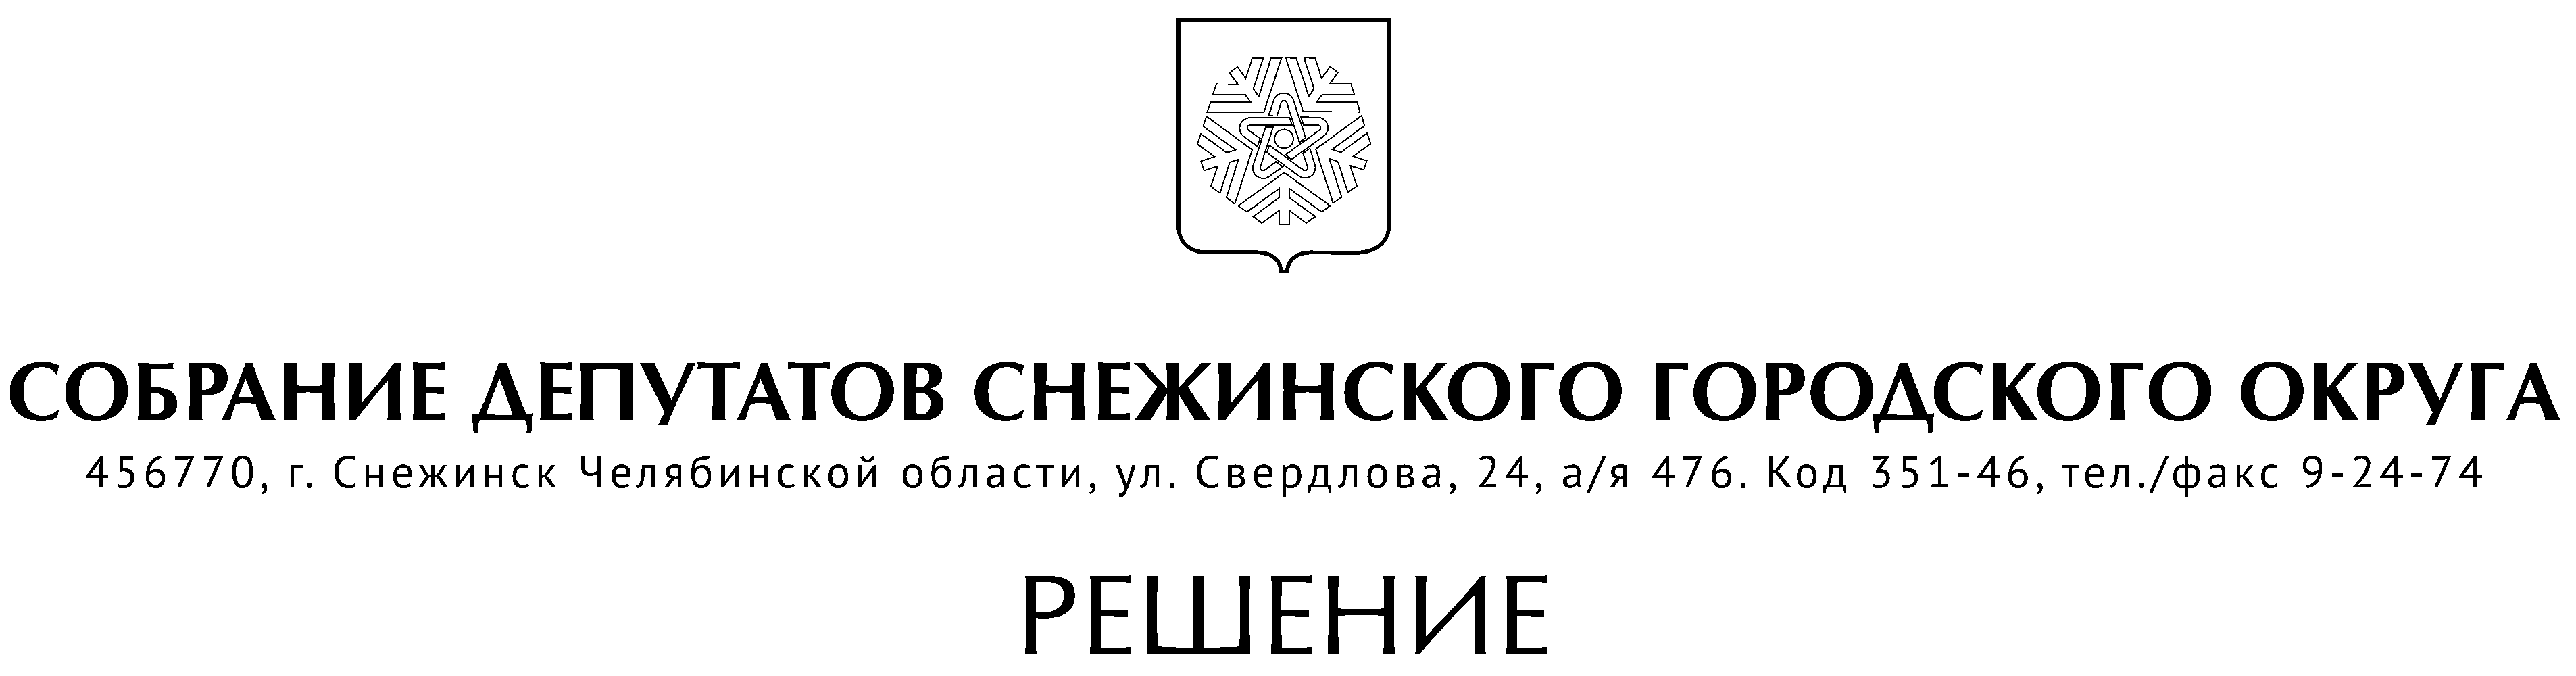 СОБРАНИЕ ДЕПУТАТОВ СНЕЖИНСКОГО ГОРОДСКОГО ОКРУГА
456770, г. Снежинск Челябинской области, ул. Свердлова, 24, а/я 476. Код 351-46, тел./факс 9-24-74
РЕШЕНИЕ